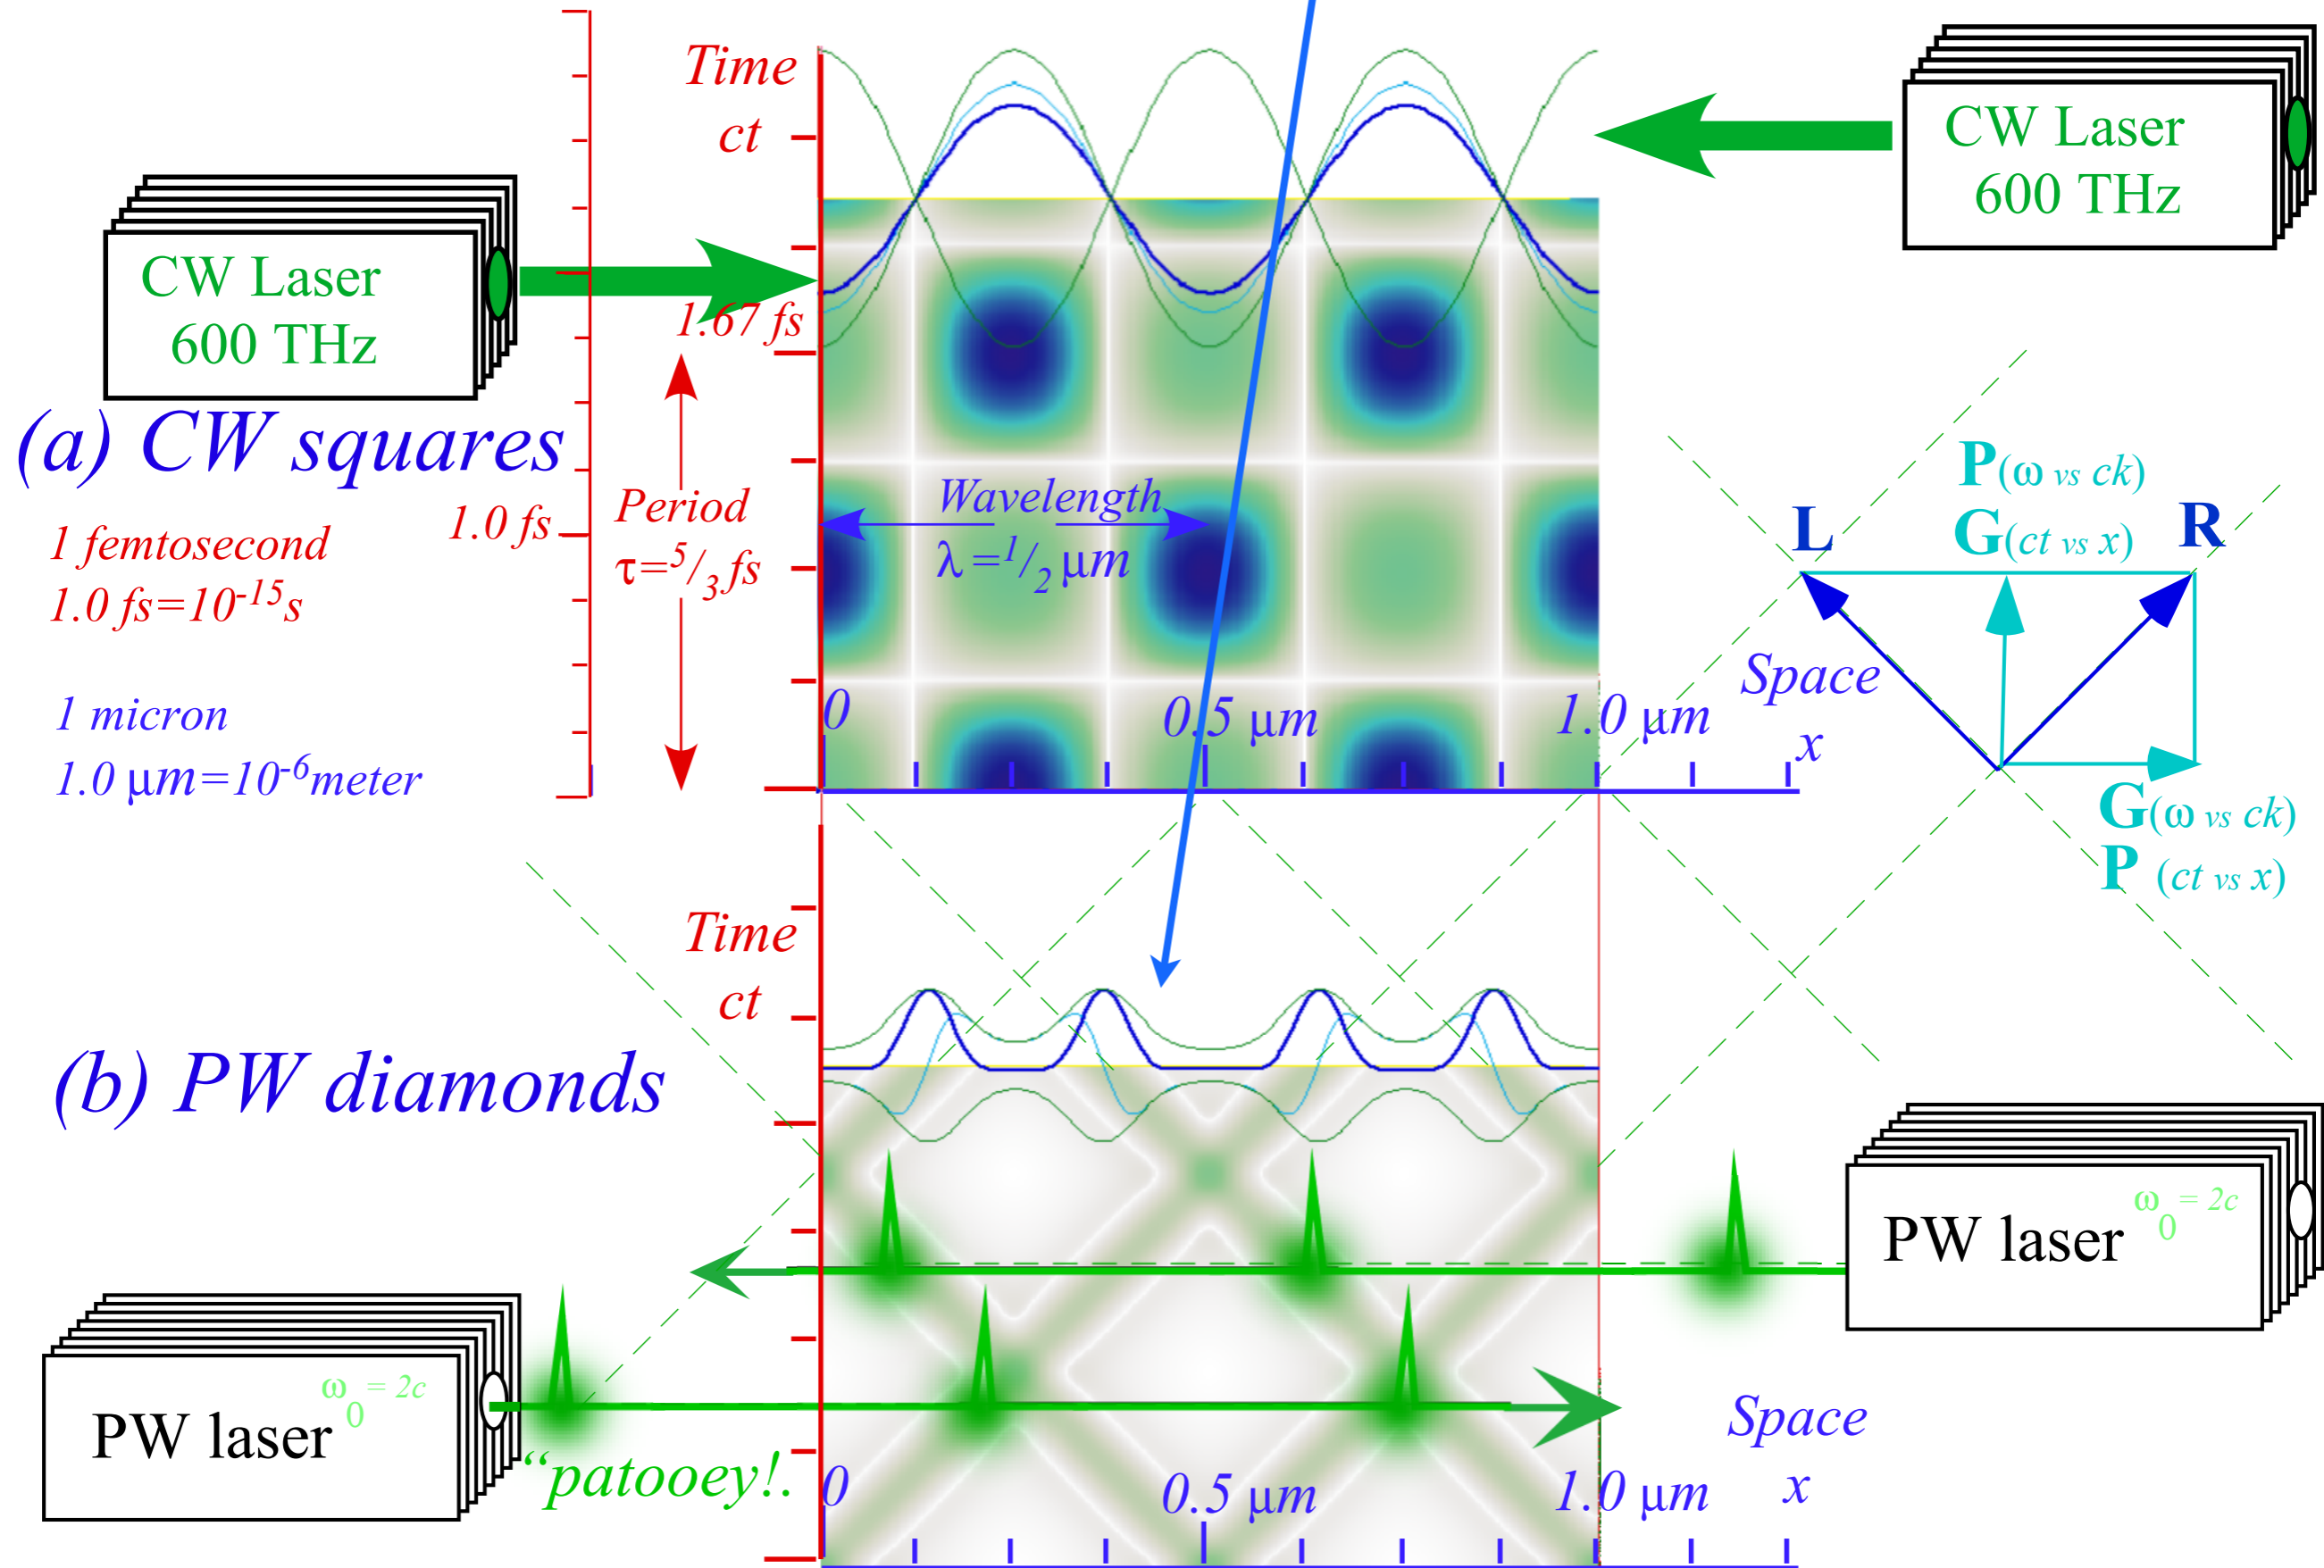 Time
ct
CW Laser
600 THz
CW Laser
600 THz
1.67 fs
(a) CW squares
1 femtosecond
1.0 fs=10-15s
1 micron
1.0 μm=10-6meter
1.0 fs
Period
τ=5/3fs
Wavelength
λ=1/2 μm
0
0.5 μm
1.0 μm
Space
x
P(ω vs ck)
G(ct vs x)
L
R
G(ω vs ck)
P (ct vs x)
Time
ct
(b) PW diamonds
PW laser ω0= 2c
PW laser ω0= 2c
“patooey!.
0
0.5 μm
1.0 μm
Space
x